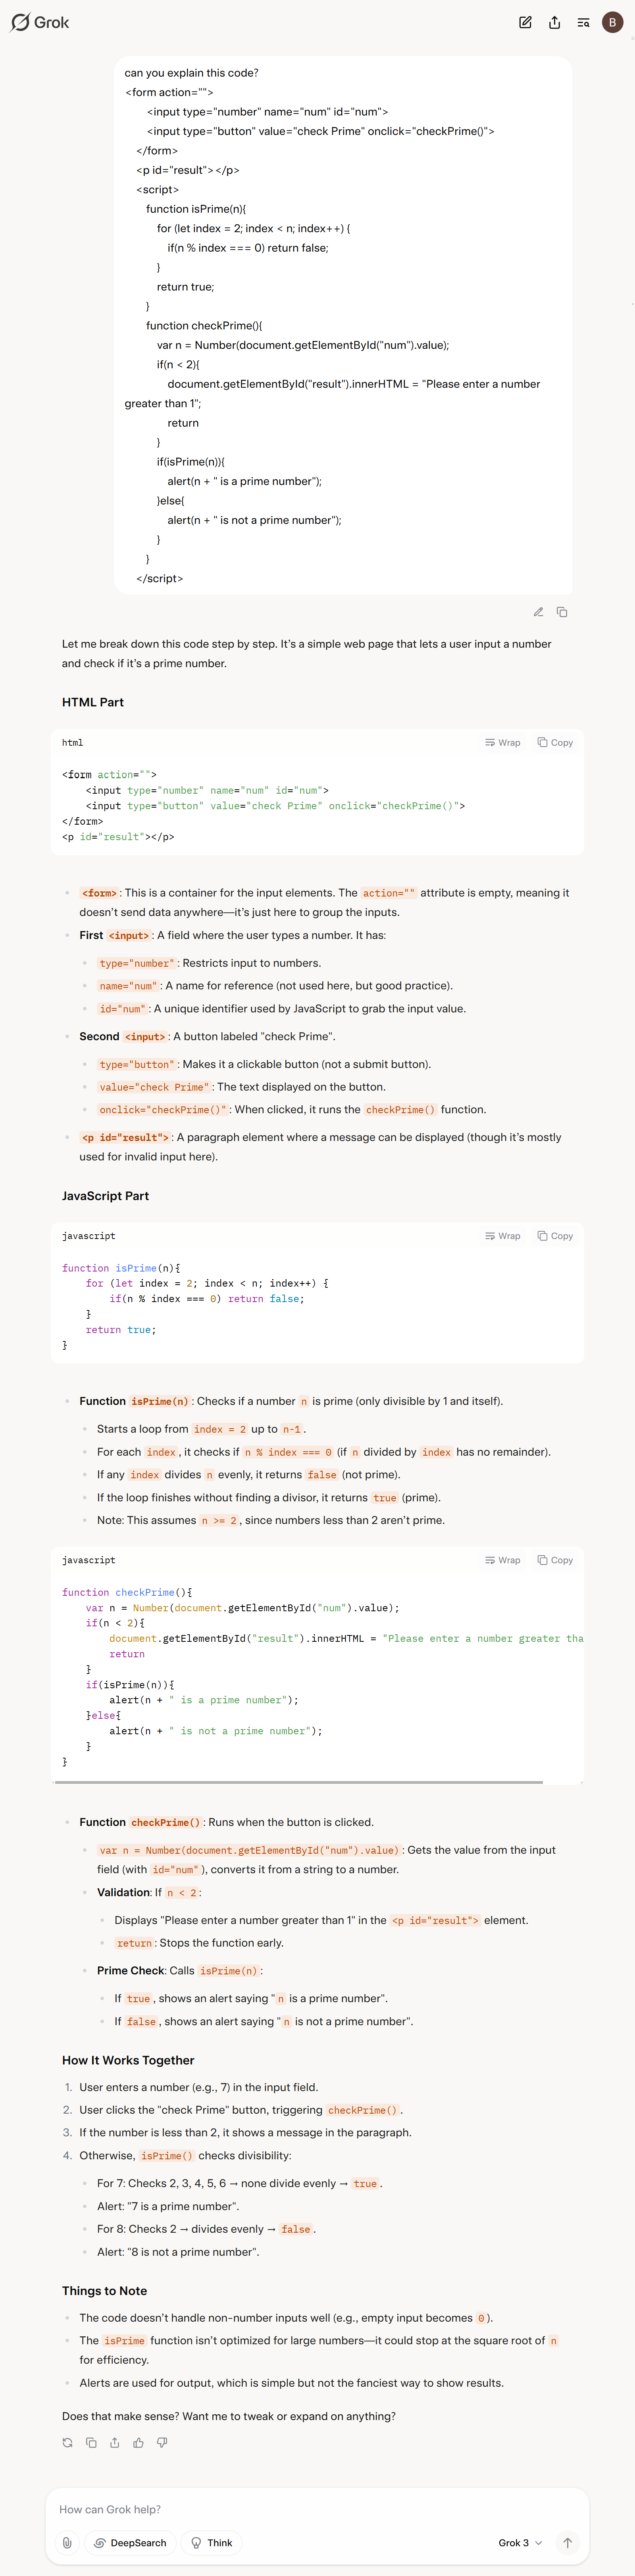 Grok
B
can you explain this code?
<form action="">
<input type="number" name="num" id="num">
<input type="button" value="check Prime" onclick="checkPrime()">
</form>
<p id="result"></p>
<script>
function isPrime(n){
for (let index = 2; index < n; index++) {
if(n % index === 0) return false;
}
return true;
}
function checkPrime(){
var n = Number(document.getElementById("num").value);
if(n < 2){
document.getElementById("result").innerHTML = "Please enter a number
greater than 1";
return
}
if(isPrime(n)){
alert(n + " is a prime number");
}else{
alert(n + " is not a prime number");
}
}
</script>
Let me break down this code step by step. It's a simple web page that lets a user input a number
and check if it's a prime number.
HTML Part
html Wrap Copy
<form action="">
<input type="number" name="num" id="num">
<input type="button" value="check Prime" onclick="checkPrime()">
</form>
<p id="result"></p>
<form>: This is a container for the input elements. The action="" attribute is empty, meaning it
doesn't send data anywhere—it's just here to group the inputs.
First <input>: A field where the user types a number. It has:
type="number": Restricts input to numbers.
name="num": A name for reference (not used here, but good practice).
id="num": A unique identifier used by JavaScript to grab the input value.
Second <input>: A button labeled "check Prime".
type="button": Makes it a clickable button (not a submit button).
value="check Prime": The text displayed on the button.
onclick="checkPrime()": When clicked, it runs the checkPrime() function.
<p id="result">: A paragraph element where a message can be displayed (though it's mostly
used for invalid input here).
JavaScript Part
javascript Wrap Copy
function isPrime(n){
for (let index = 2; index < n; index++) {
if(n % index === 0) return false;
}
return true;
}
Function isPrime(n): Checks if a number n is prime (only divisible by 1 and itself).
Starts a loop from index = 2 up to n-1.
For each index, it checks if n % index === 0 (if n divided by index has no remainder).
If any index divides n evenly, it returns false (not prime).
If the loop finishes without finding a divisor, it returns true (prime).
Note: This assumes n >= 2, since numbers less than 2 aren't prime.
javascript Wrap Copy
function checkPrime(){
var n = Number(document.getElementById("num").value);
if(n < 2){
document.getElementById("result").innerHTML = "Please enter a number greater tha
return
}
if(isPrime(n)){
alert(n + " is a prime number");
}else{
alert(n + " is not a prime number");
}
}
Function checkPrime(): Runs when the button is clicked.
var n = Number(document.getElementById("num").value): Gets the value from the input
field (with id="num"), converts it from a string to a number.
Validation: If n < 2:
Displays "Please enter a number greater than 1" in the <p id="result"> element.
return: Stops the function early.
Prime Check: Calls isPrime(n):
If true, shows an alert saying "n is a prime number".
If false, shows an alert saying "n is not a prime number".
How It Works Together
1. User enters a number (e.g., 7) in the input field.
2. User clicks the "check Prime" button, triggering checkPrime().
3. If the number is less than 2, it shows a message in the paragraph.
4. Otherwise, isPrime() checks divisibility:
For 7: Checks 2, 3, 4, 5, 6 → none divide evenly → true.
Alert: "7 is a prime number".
For 8: Checks 2 → divides evenly → false.
Alert: "8 is not a prime number".
Things to Note
The code doesn't handle non-number inputs well (e.g., empty input becomes 0).
The isPrime function isn't optimized for large numbers—it could stop at the square root of n
for efficiency.
Alerts are used for output, which is simple but not the fanciest way to show results.
Does that make sense? Want me to tweak or expand on anything?
How can Grok help?
DeepSearch Think Grok 3